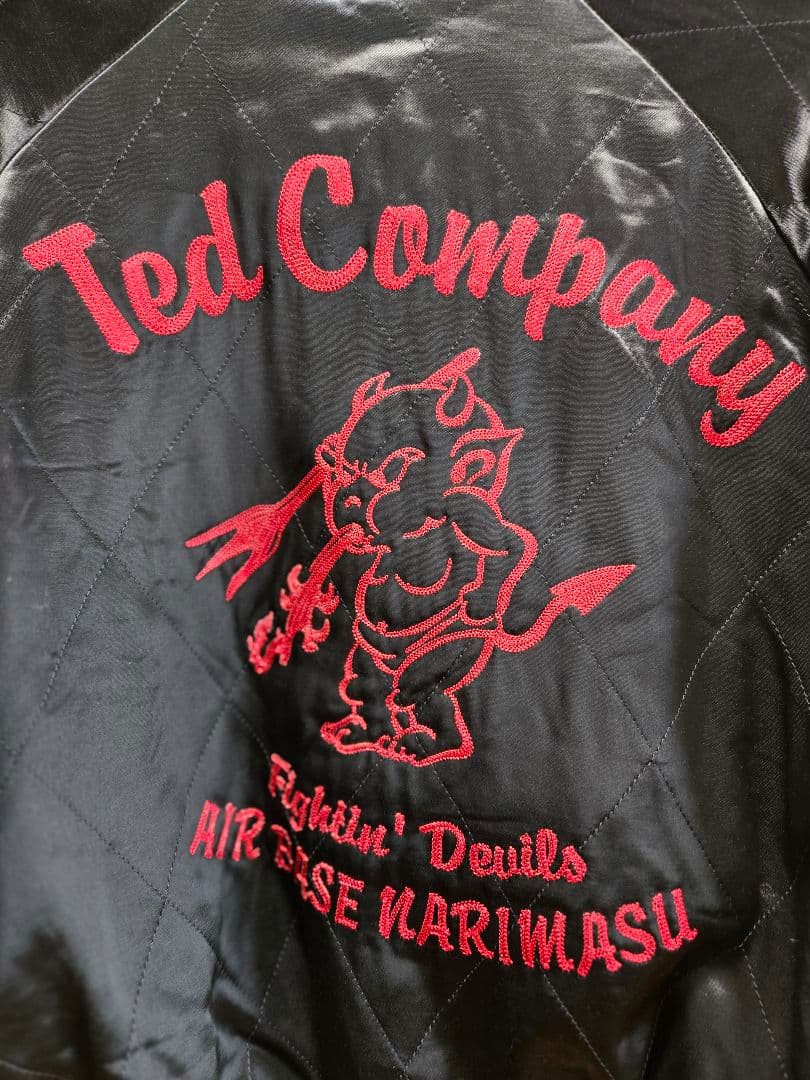 Ted Company
Fightin' Devils
AIR BASE NARIMASU